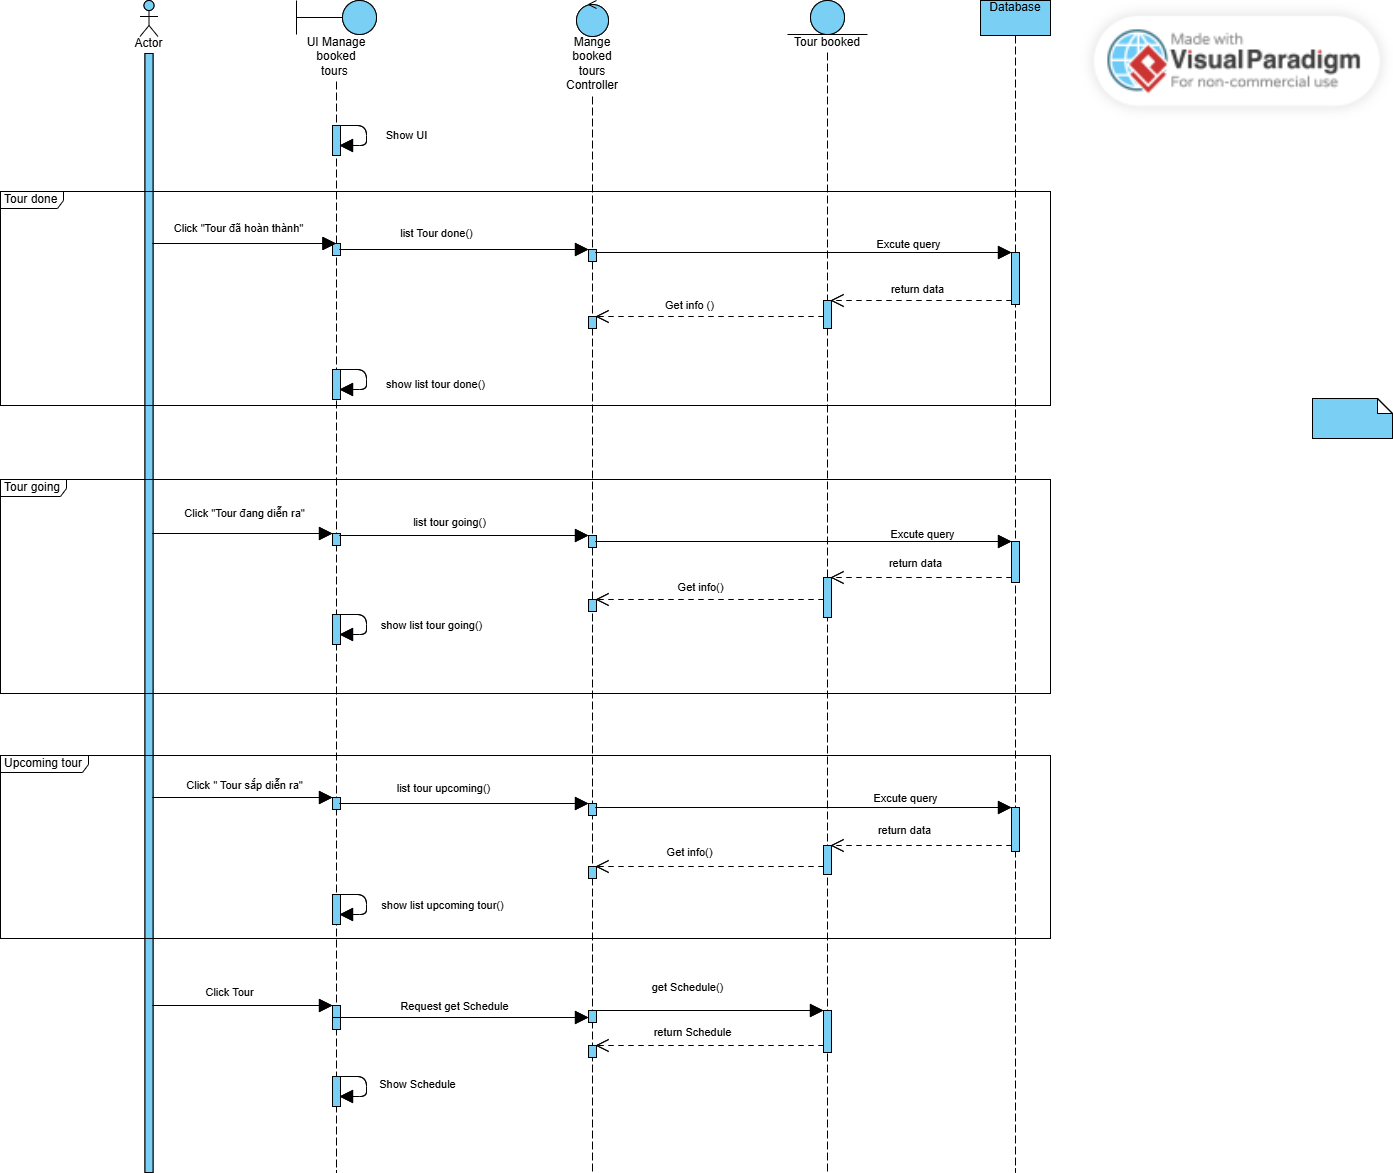 Actor
UI Manage
booked
tours
Mange
booked
tours
Controller
Tour booked
Database
Made with
Visual Paradigm
For non-commercial use
Show UI
Tour done
Click "Tour đã hoàn thành"
list Tour done()
Excute query
return data
Get info ()
show list tour done()
Tour going
Click "Tour đang diễn ra"
list tour going()
Excute query
return data
Get info()
show list tour going()
Upcoming tour
Click " Tour sắp diễn ra"
list tour upcoming()
Excute query
return data
Get info()
show list upcoming tour()
Click Tour
Request get Schedule
get Schedule()
return Schedule
Show Schedule